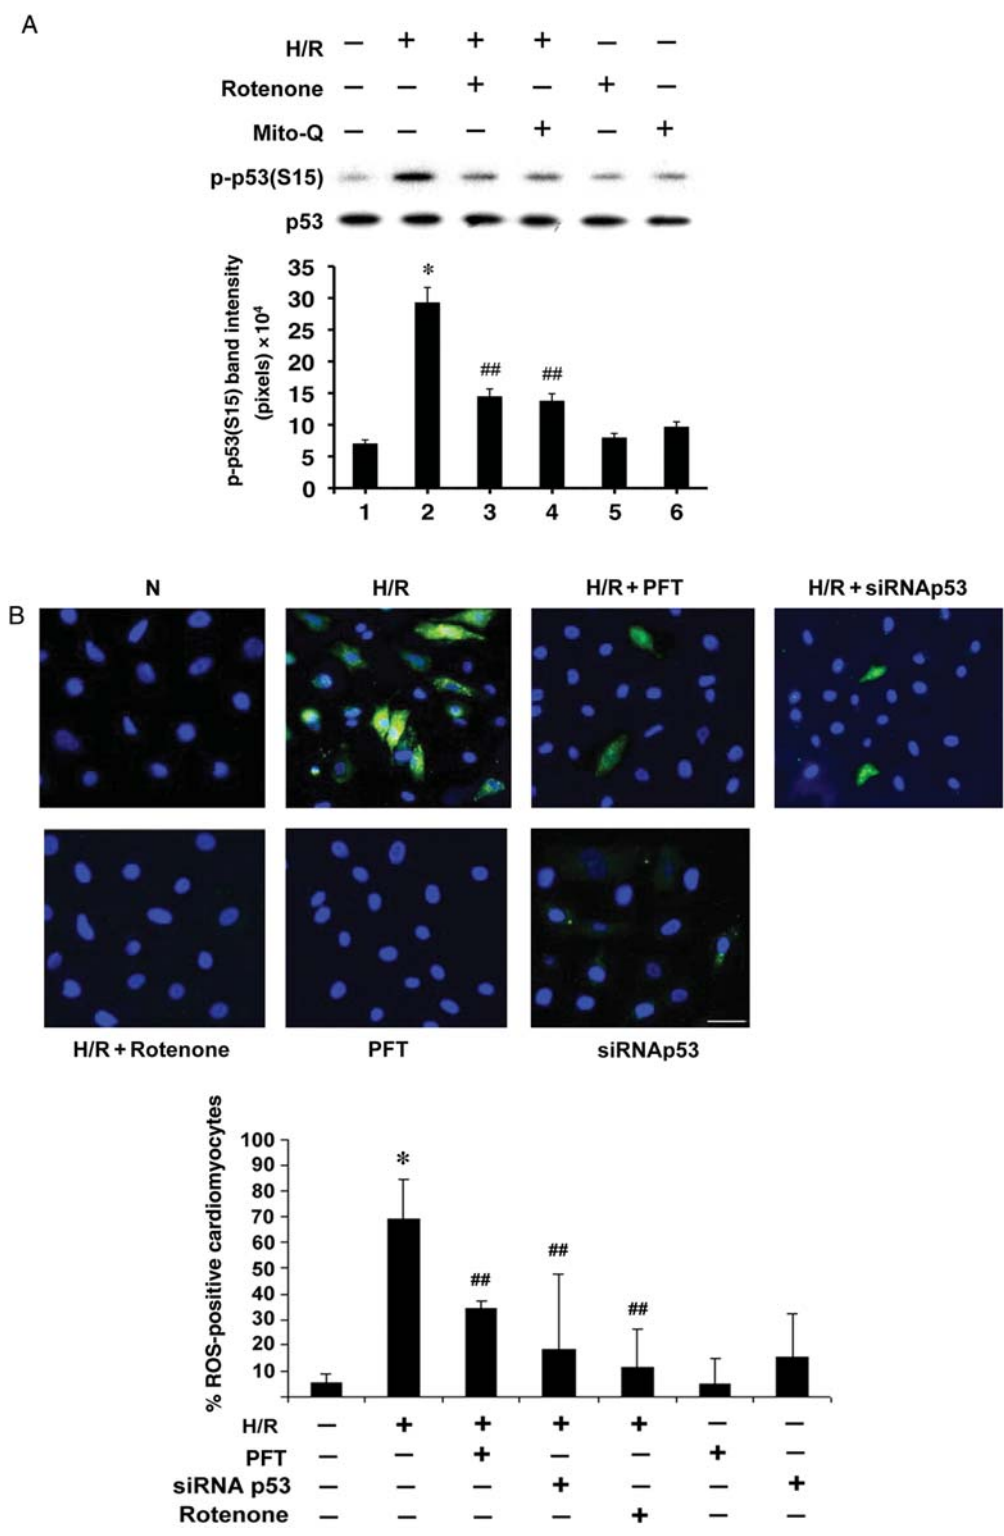 A
H/R – + + + – –
Rotenone – – + – + –
Mito-Q – – – + – +
p-p53(S15)
p53
p-p53(S15) band intensity
(pixels) × 10⁴
35
30
25
20
15
10
5
0
*
##
##
1 2 3 4 5 6
B
N H/R H/R + PFT H/R + siRNAp53
H/R + Rotenone PFT siRNAp53
% ROS-positive cardiomyocytes
100
90
80
70
60
50
40
30
20
10
*
##
##
##
H/R – + + + + – –
PFT – – + – – + –
siRNA p53 – – – + – – +
Rotenone – – – – + – –